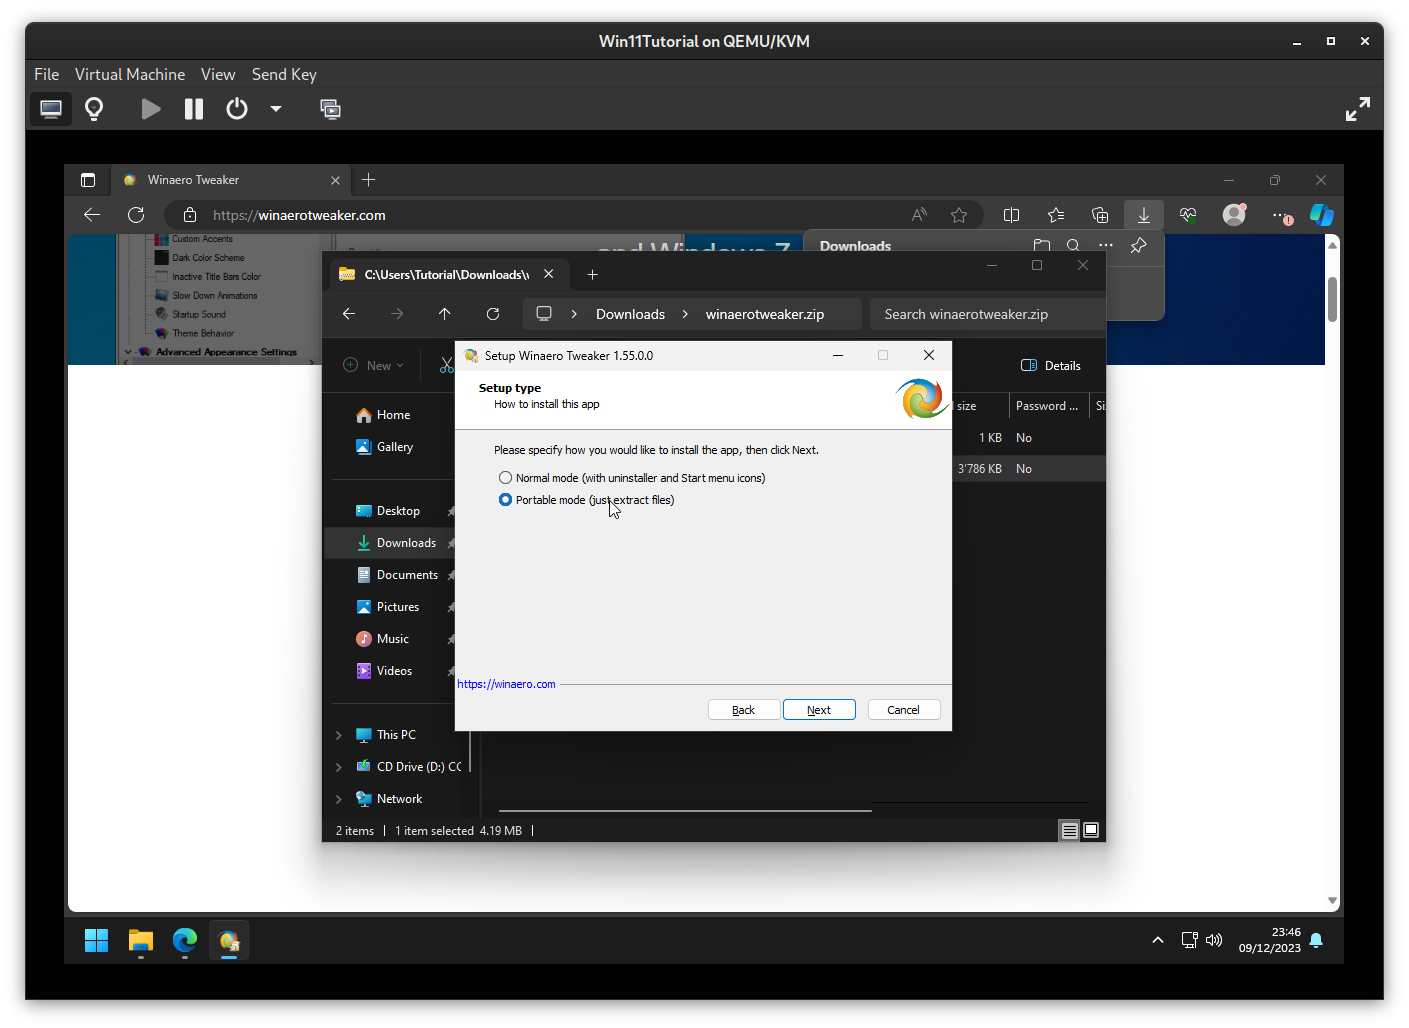 Win11Tutorial on QEMU/KVM
File Virtual Machine View Send Key
Winaero Tweaker
https://winaerotweaker.com
Custom Accents
Dark Color Scheme
Inactive Title Bars Color
Slow Down Animations
Startup Sound
Theme Behavior
Advanced Appearance Settings
and Windows 7
Downloads
C:\Users\Tutorial\Downloads\
Downloads winaerotweaker.zip
Search winaerotweaker.zip
New
Details
size Password ... Si
1 KB No
3'786 KB No
Home
Gallery
Desktop
Downloads
Documents
Pictures
Music
Videos
This PC
CD Drive (D:) CC
Network
2 items 1 item selected 4.19 MB
Setup Winaero Tweaker 1.55.0.0
Setup type
How to install this app
Please specify how you would like to install the app, then click Next.
Normal mode (with uninstaller and Start menu icons)
Portable mode (just extract files)
https://winaero.com
Back Next Cancel
23:46
09/12/2023